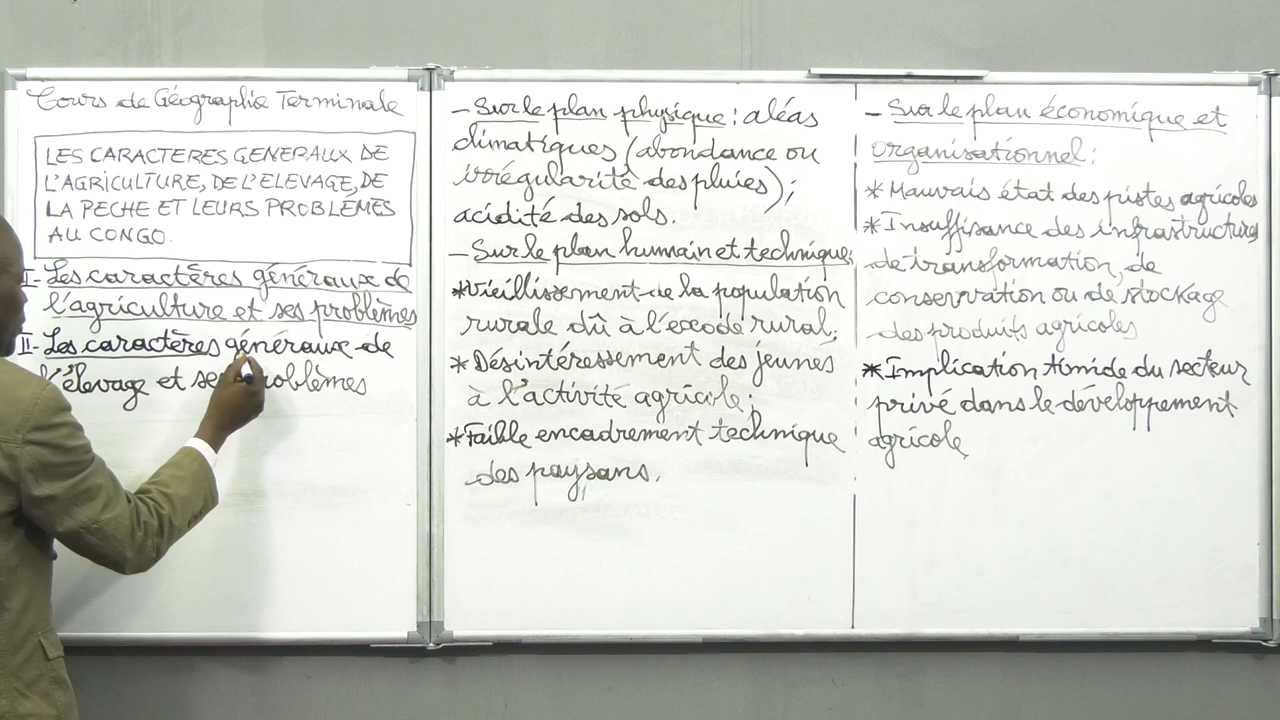 Cours de Géographie Terminale
LES CARACTERES GENERAUX DE
L'AGRICULTURE, DE L'ELEVAGE, DE
LA PECHE ET LEURS PROBLÈMES
AU CONGO.
I- Les caractères généraux de
l'agriculture et ses problèmes
II- Les caractères généraux de
l'élevage et ses problèmes
- Sur le plan physique : aléas
climatiques (abondance ou
irrégularité des pluies) ;
acidité des sols.
- Sur le plan humain et technique:
*Vieillissement de la population
rurale dû à l'exode rural;
* Désintéressement des jeunes
à l'activité agricole;
*Faible encadrement technique
des paysans.
- Sur le plan économique et
organisationnel :
* Mauvais état des pistes agricoles
* Insuffisance des infrastructures
de transformation, de
conservation ou de stockage
des produits agricoles
* Implication timide du secteur
privé dans le développement
agricole